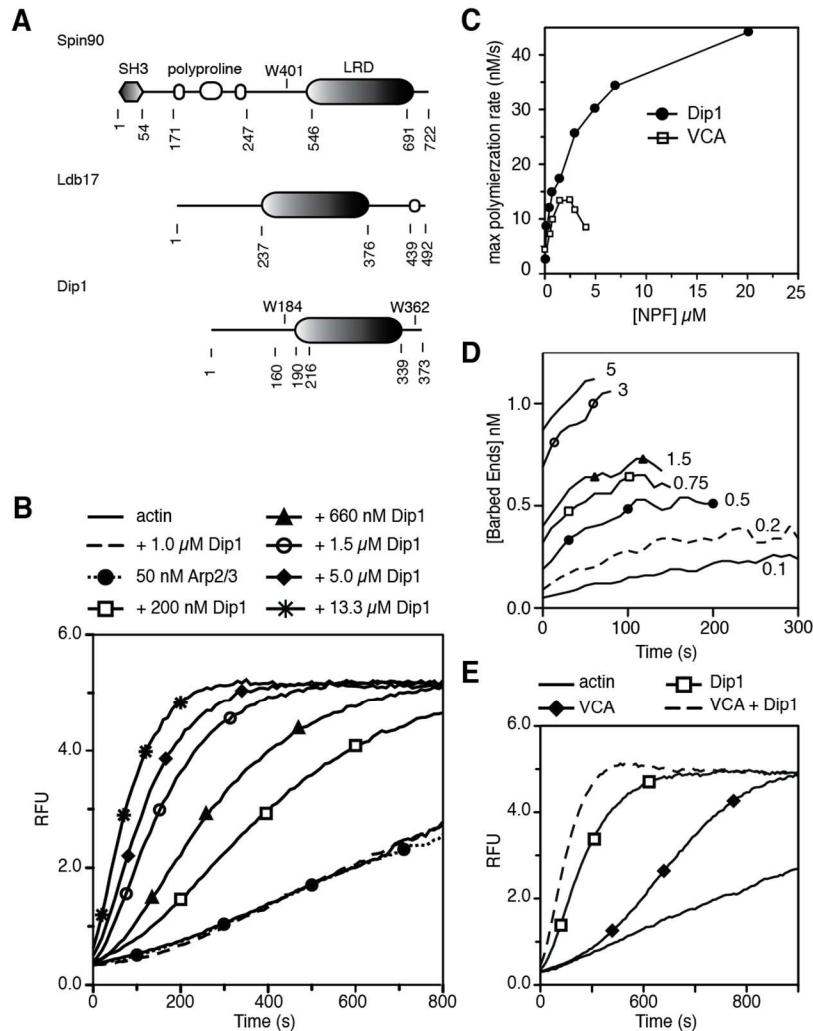 A
Spin90
SH3 polyproline W401 LRD
1 54 171 247 546 691 722
Ldb17
1 237 376 439 492
Dip1
W184 W362
1 160 190 216 339 373
B
actin
+ 1.0 µM Dip1
50 nM Arp2/3
+ 200 nM Dip1
+ 660 nM Dip1
+ 1.5 µM Dip1
+ 5.0 µM Dip1
+ 13.3 µM Dip1
6.0
4.0
2.0
0.0
RFU
0 200 400 600 800
Time (s)
C
max polymierzation rate (nM/s)
40
30
20
10
0
Dip1
VCA
0 5 10 15 20 25
[NPF] µM
D
[Barbed Ends] nM
1.0
0.5
0.0
5
3
1.5
0.75
0.5
0.2
0.1
0 100 200 300
Time (s)
E
actin Dip1
VCA VCA + Dip1
6.0
4.0
2.0
0.0
RFU
0 600 800
Time (s)